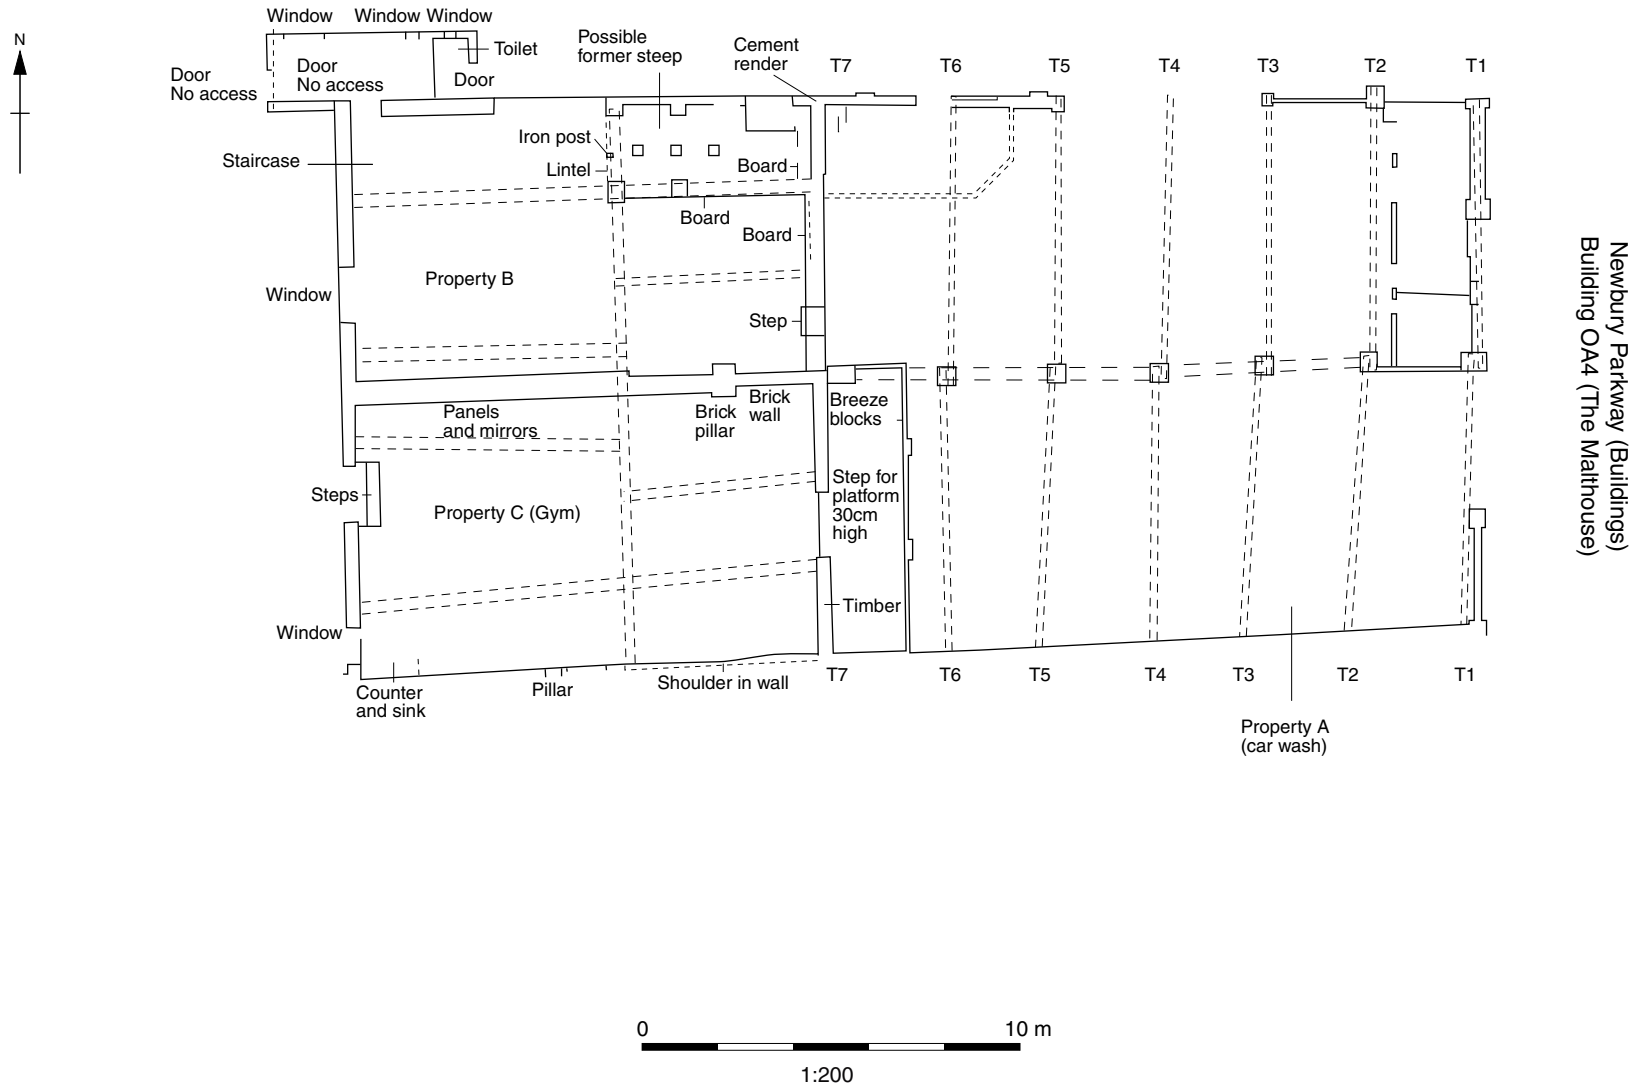 Window
Window
Window
N
Toilet
Possible
former steep
Cement
render
T7
T6
T5
T4
T3
T2
T1
Door
No access
Door
No access
Door
Iron post
Staircase
Lintel
Board
Board
Board
Property B
Window
Step
Newbury Parkway (Buildings)
Building OA4 (The Malthouse)
Panels
and mirrors
Brick
pillar
Brick
wall
Breeze
blocks
Steps
Property C (Gym)
Step for
platform
30cm
high
Timber
Window
Counter
and sink
Pillar
Shoulder in wall
T7
T6
T5
T4
T3
T2
T1
Property A
(car wash)
0
10 m
1:200